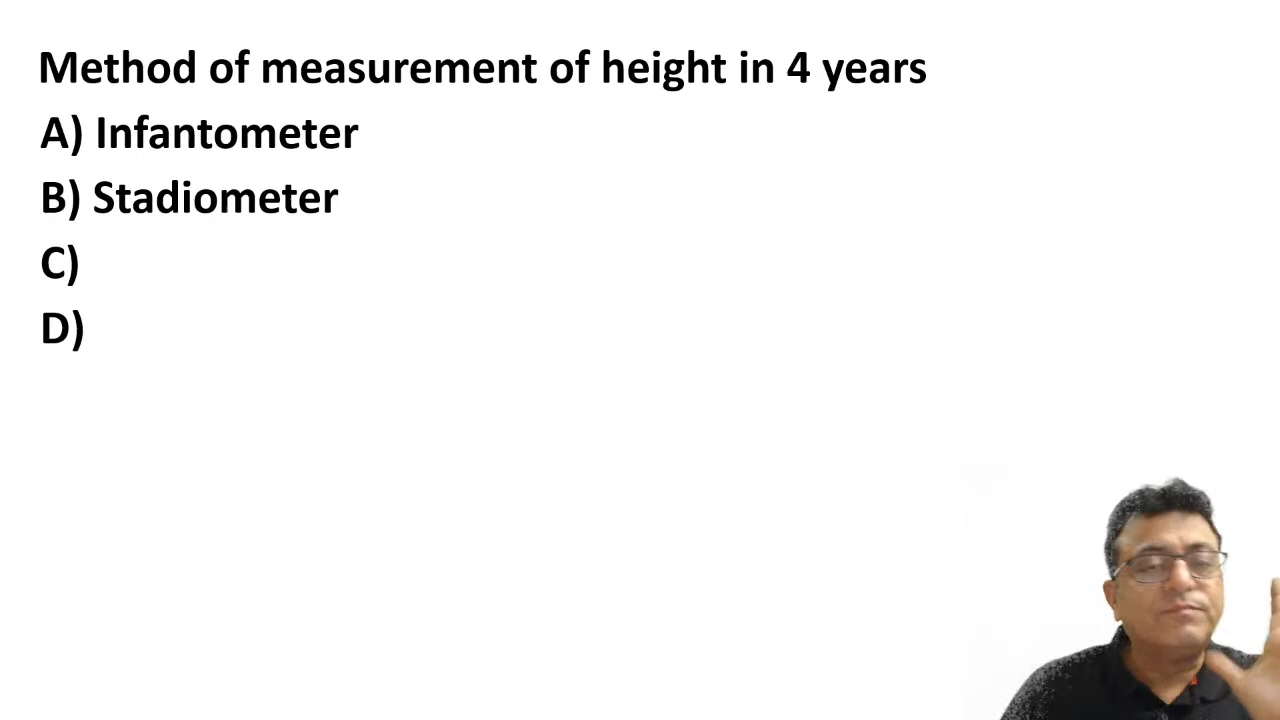 Method of measurement of height in 4 years
A) Infantometer
B) Stadiometer
C)
D)